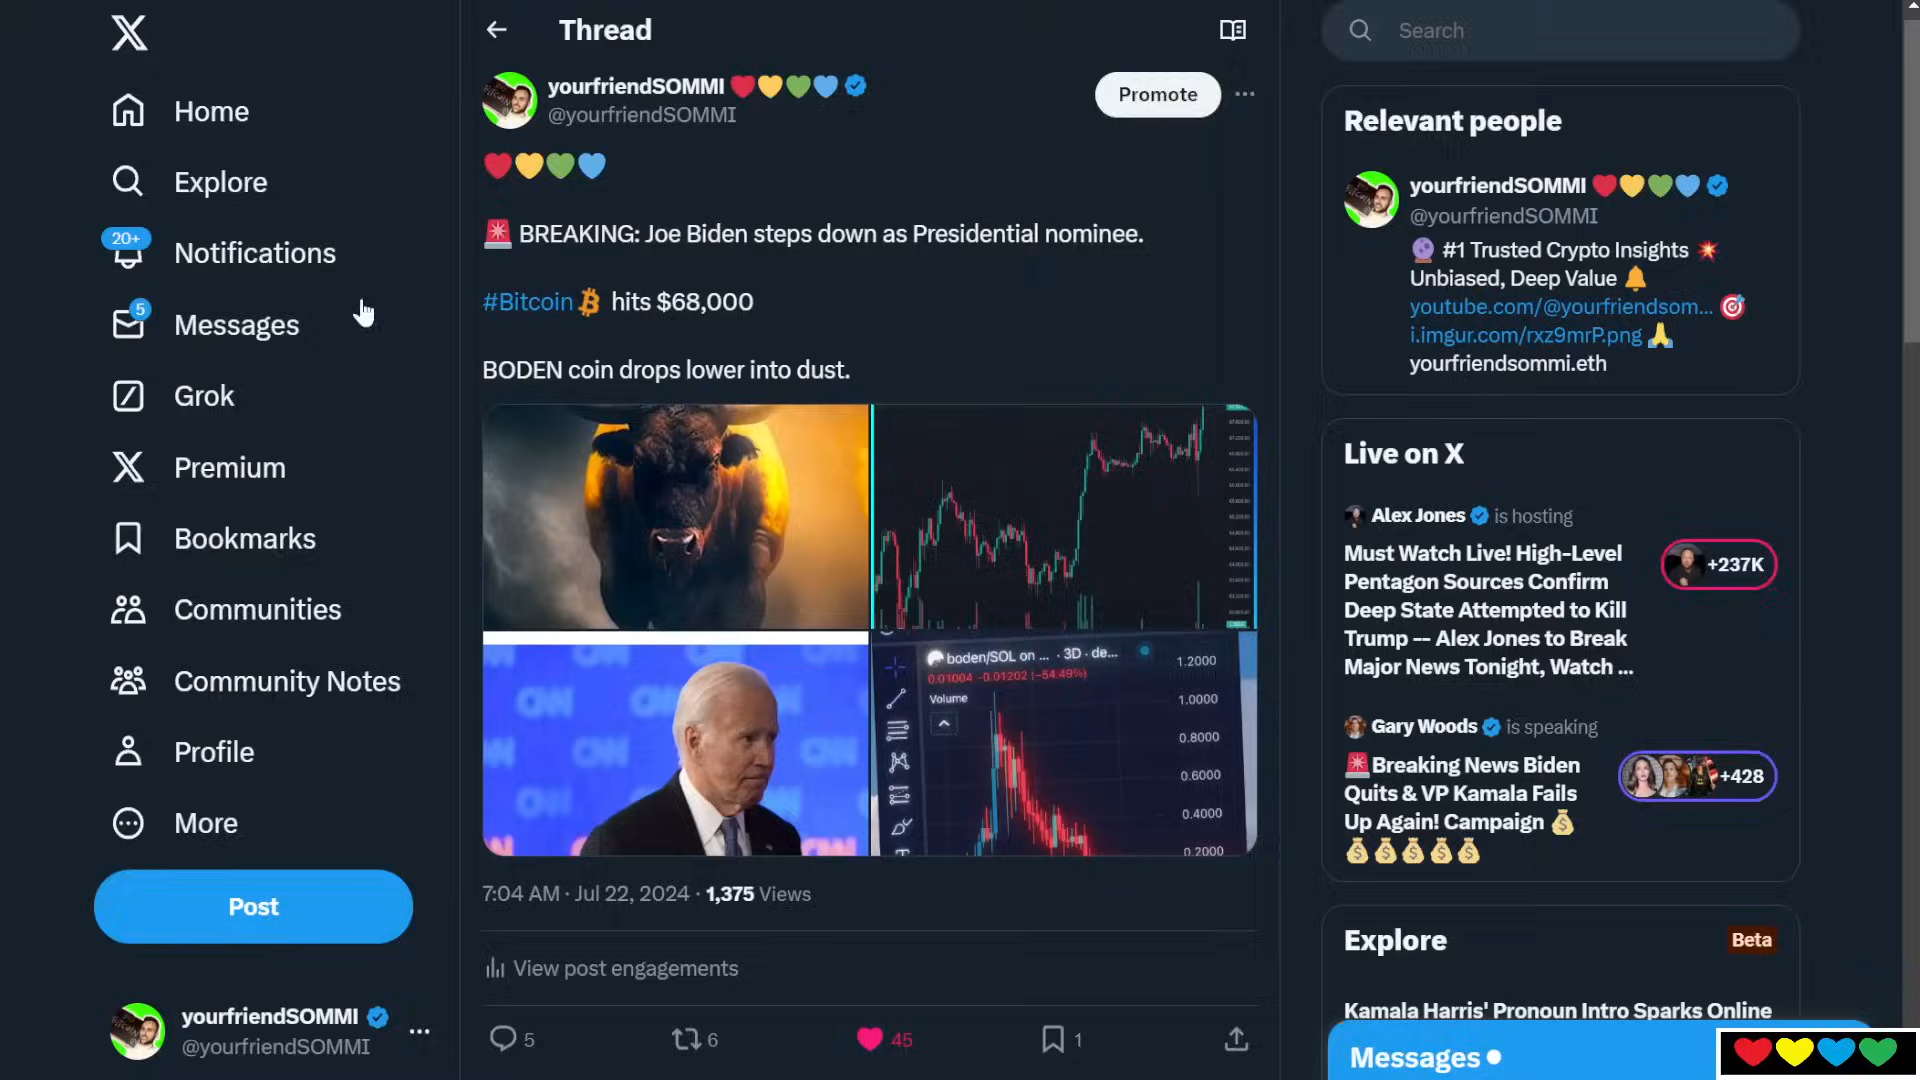 Home
Explore
20+
Notifications
5
Messages
Grok
Premium
Bookmarks
Communities
Community Notes
Profile
More
Post
yourfriendSOMMI
@yourfriendSOMMI
Thread
yourfriendSOMMI ❤️💛💚💙
@yourfriendSOMMI
Promote
❤️💛💚💙
🚨 BREAKING: Joe Biden steps down as Presidential nominee.
#Bitcoin hits $68,000
BODEN coin drops lower into dust.
CNN
boden/SOL on ... · 3D · de...
0.01004 -0.01202 (-54.49%)
Volume
1.2000
1.0000
0.8000
0.6000
0.4000
0.2000
7:04 AM · Jul 22, 2024 · 1,375 Views
View post engagements
5
6
45
1
Search
Relevant people
yourfriendSOMMI ❤️💛💚💙
@yourfriendSOMMI
🔮 #1 Trusted Crypto Insights 💥
Unbiased, Deep Value 🔔
youtube.com/@yourfriendsom... 🎯
i.imgur.com/rxz9mrP.png 🙏
yourfriendsommi.eth
Live on X
Alex Jones is hosting
Must Watch Live! High-Level
Pentagon Sources Confirm
Deep State Attempted to Kill
Trump -- Alex Jones to Break
Major News Tonight, Watch ...
+237K
Gary Woods is speaking
🚨Breaking News Biden
Quits & VP Kamala Fails
Up Again! Campaign 💰
💰💰💰💰💰
+428
Explore
Beta
Kamala Harris' Pronoun Intro Sparks Online
Messages